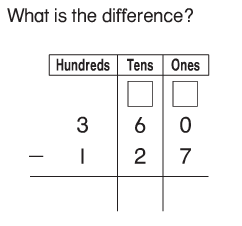 What is the difference?
Hundreds Tens Ones
3 6 0
− 1 2 7